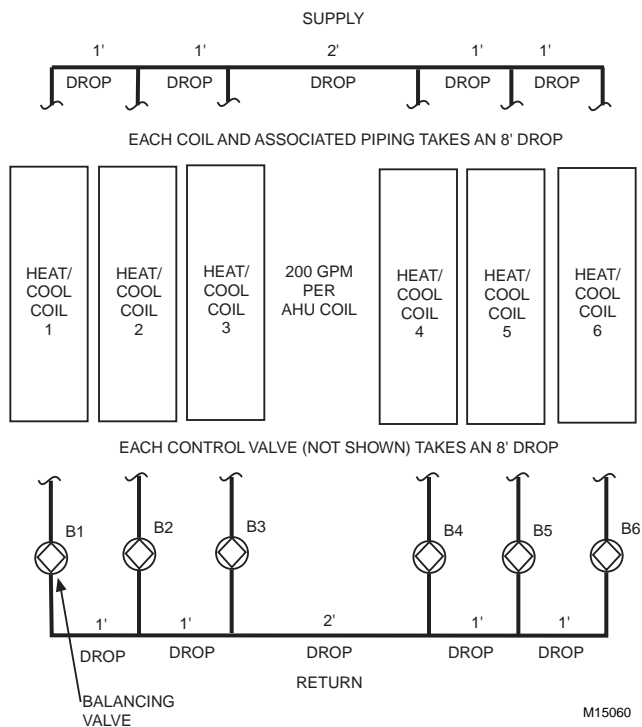 SUPPLY
1' 1' 2' 1' 1'
DROP DROP DROP DROP DROP
EACH COIL AND ASSOCIATED PIPING TAKES AN 8' DROP
HEAT/
COOL
COIL
1
HEAT/
COOL
COIL
2
HEAT/
COOL
COIL
3
200 GPM
PER
AHU COIL
HEAT/
COOL
COIL
4
HEAT/
COOL
COIL
5
HEAT/
COOL
COIL
6
EACH CONTROL VALVE (NOT SHOWN) TAKES AN 8' DROP
B1 B2 B3 B4 B5 B6
1' 1' 2' 1' 1'
DROP DROP DROP DROP DROP
RETURN
BALANCING
VALVE
M15060